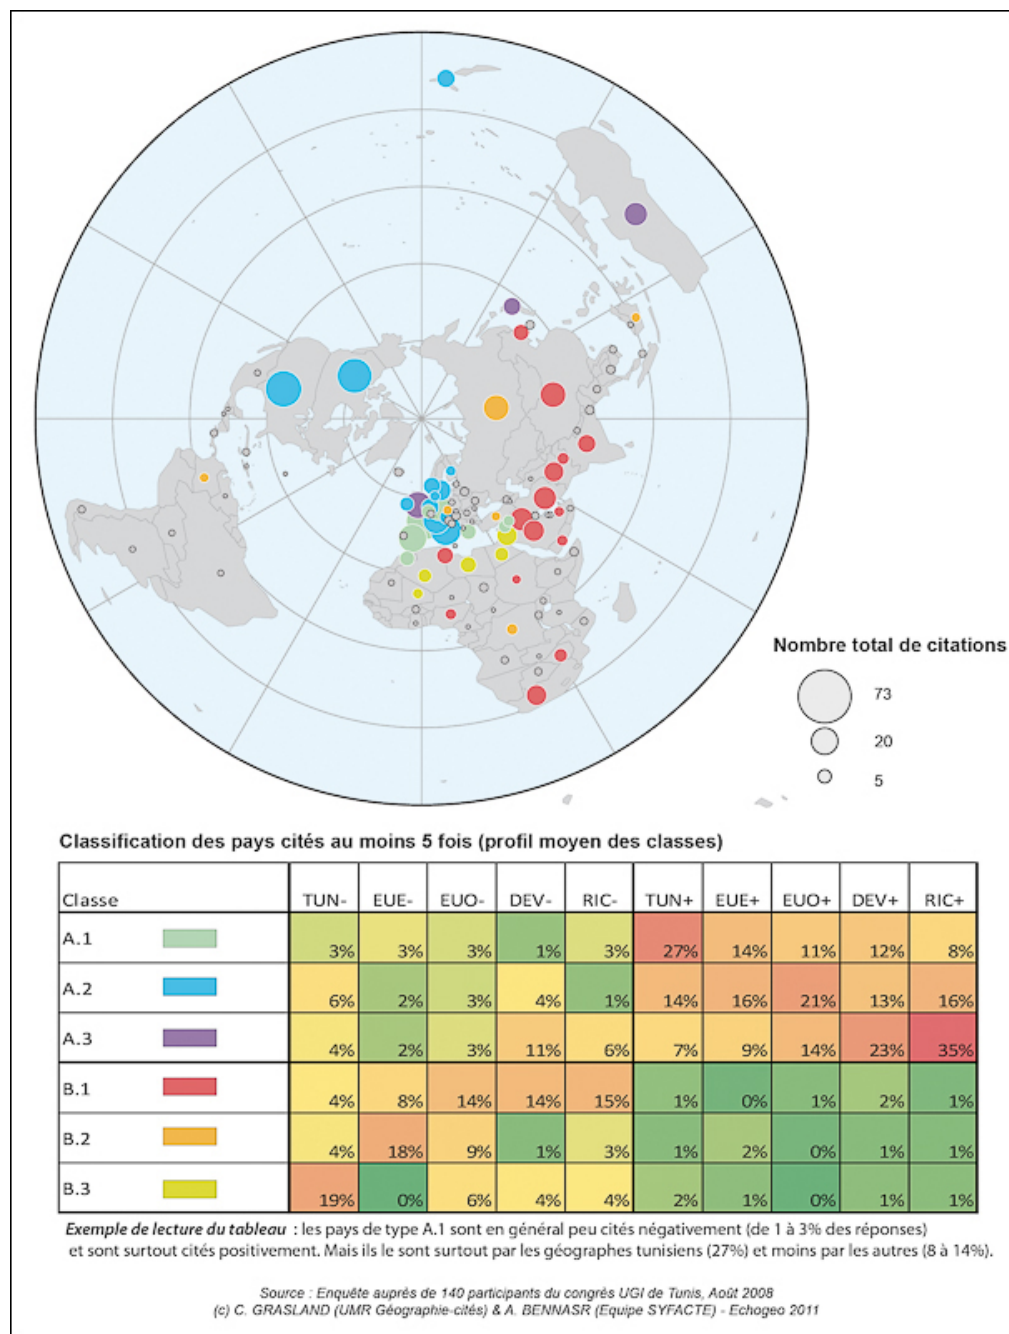 Nombre total de citations
73
20
5
Classification des pays cités au moins 5 fois (profil moyen des classes)
Classe TUN- EUE- EUO- DEV- RIC- TUN+ EUE+ EUO+ DEV+ RIC+
A.1 3% 3% 3% 1% 3% 27% 14% 11% 12% 8%
A.2 6% 2% 3% 4% 1% 14% 16% 21% 13% 16%
A.3 4% 2% 3% 11% 6% 7% 9% 14% 23% 35%
B.1 4% 8% 14% 14% 15% 1% 0% 1% 2% 1%
B.2 4% 18% 9% 1% 3% 1% 2% 0% 1% 1%
B.3 19% 0% 6% 4% 4% 2% 1% 0% 1% 1%
Exemple de lecture du tableau : les pays de type A.1 sont en général peu cités négativement (de 1 à 3% des réponses)
et sont surtout cités positivement. Mais ils le sont surtout par les géographes tunisiens (27%) et moins par les autres (8 à 14%).
Source : Enquête auprès de 140 participants du congrès UGI de Tunis, Août 2008
(c) C. GRASLAND (UMR Géographie-cités) & A. BENNASR (Equipe SYFACTE) - Echogeo 2011